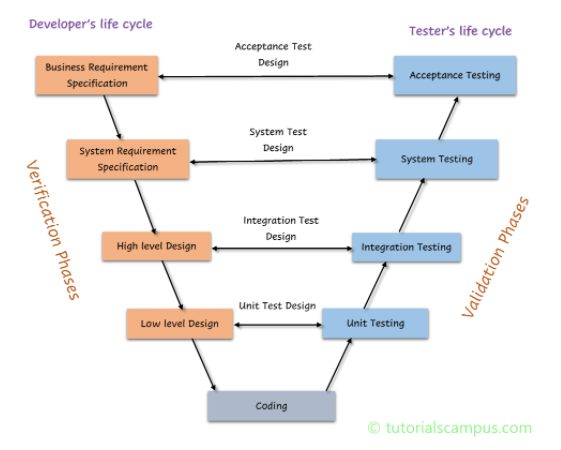 Developer's life cycle
Tester's life cycle
Acceptance Test
Design
Business Requirement
Specification
Acceptance Testing
System Test
Design
System Requirement
Specification
System Testing
Verification Phases
Validation Phases
Integration Test
Design
High level Design
Integration Testing
Unit Test Design
Low level Design
Unit Testing
Coding
© tutorialscampus.com